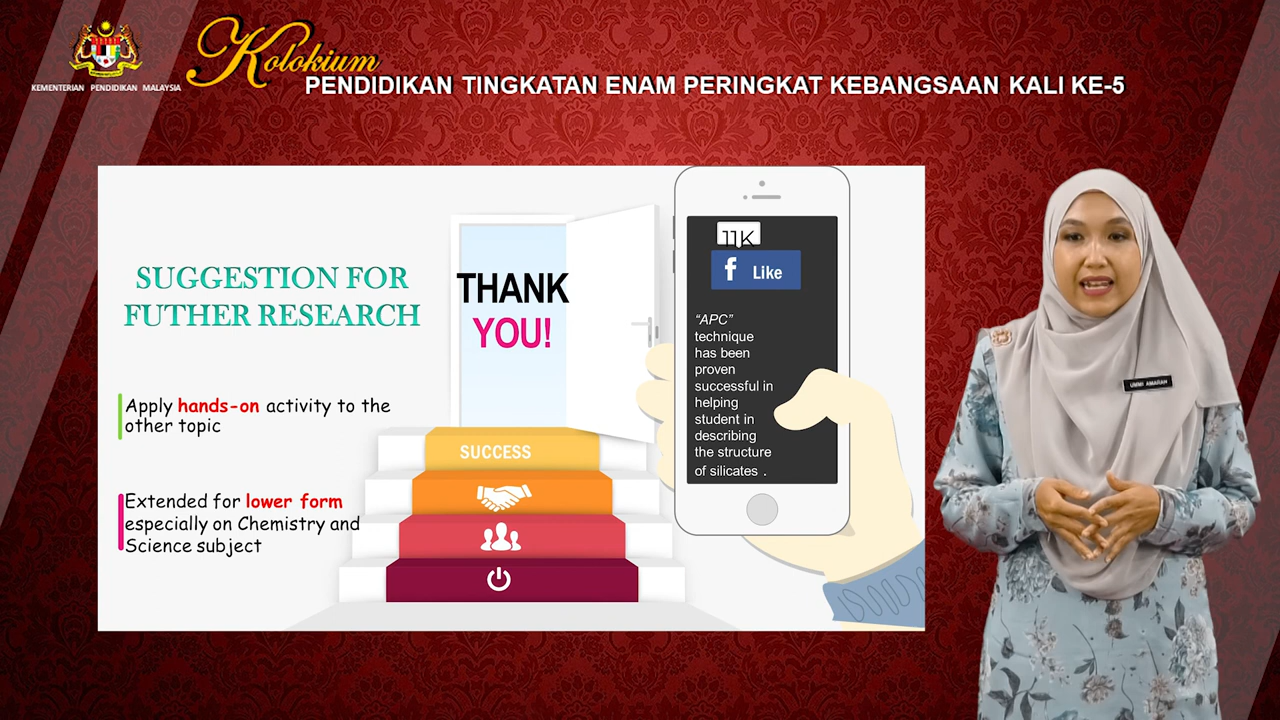 KEMENTERIAN PENDIDIKAN MALAYSIA
Kolokium
PENDIDIKAN TINGKATAN ENAM PERINGKAT KEBANGSAAN KALI KE-5
SUGGESTION FOR
FUTHER RESEARCH
Apply hands-on activity to the
other topic
Extended for lower form
especially on Chemistry and
Science subject
THANK
YOU!
SUCCESS
11K
f Like
“APC”
technique
has been
proven
successful in
helping
student in
describing
the structure
of silicates .
UMMI AMARAH